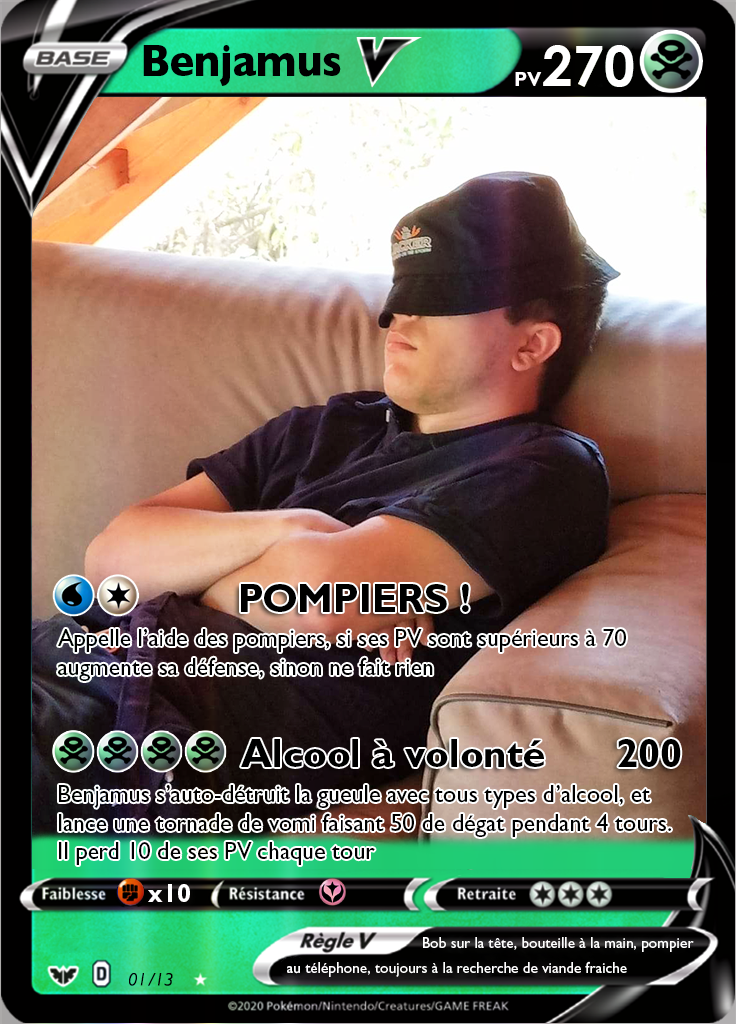 BASE
Benjamus V
PV 270
POMPIERS !
Appelle l'aide des pompiers, si ses PV sont supérieurs à 70
augmente sa défense, sinon ne fait rien
Alcool à volonté 200
Benjamus s'auto-détruit la gueule avec tous types d'alcool, et
lance une tornade de vomi faisant 50 de dégat pendant 4 tours.
Il perd 10 de ses PV chaque tour
Faiblesse x10 Résistance Retraite
Règle V Bob sur la tête, bouteille à la main, pompier
au téléphone, toujours à la recherche de viande fraiche
D 01/13
©2020 Pokémon/Nintendo/Creatures/GAME FREAK